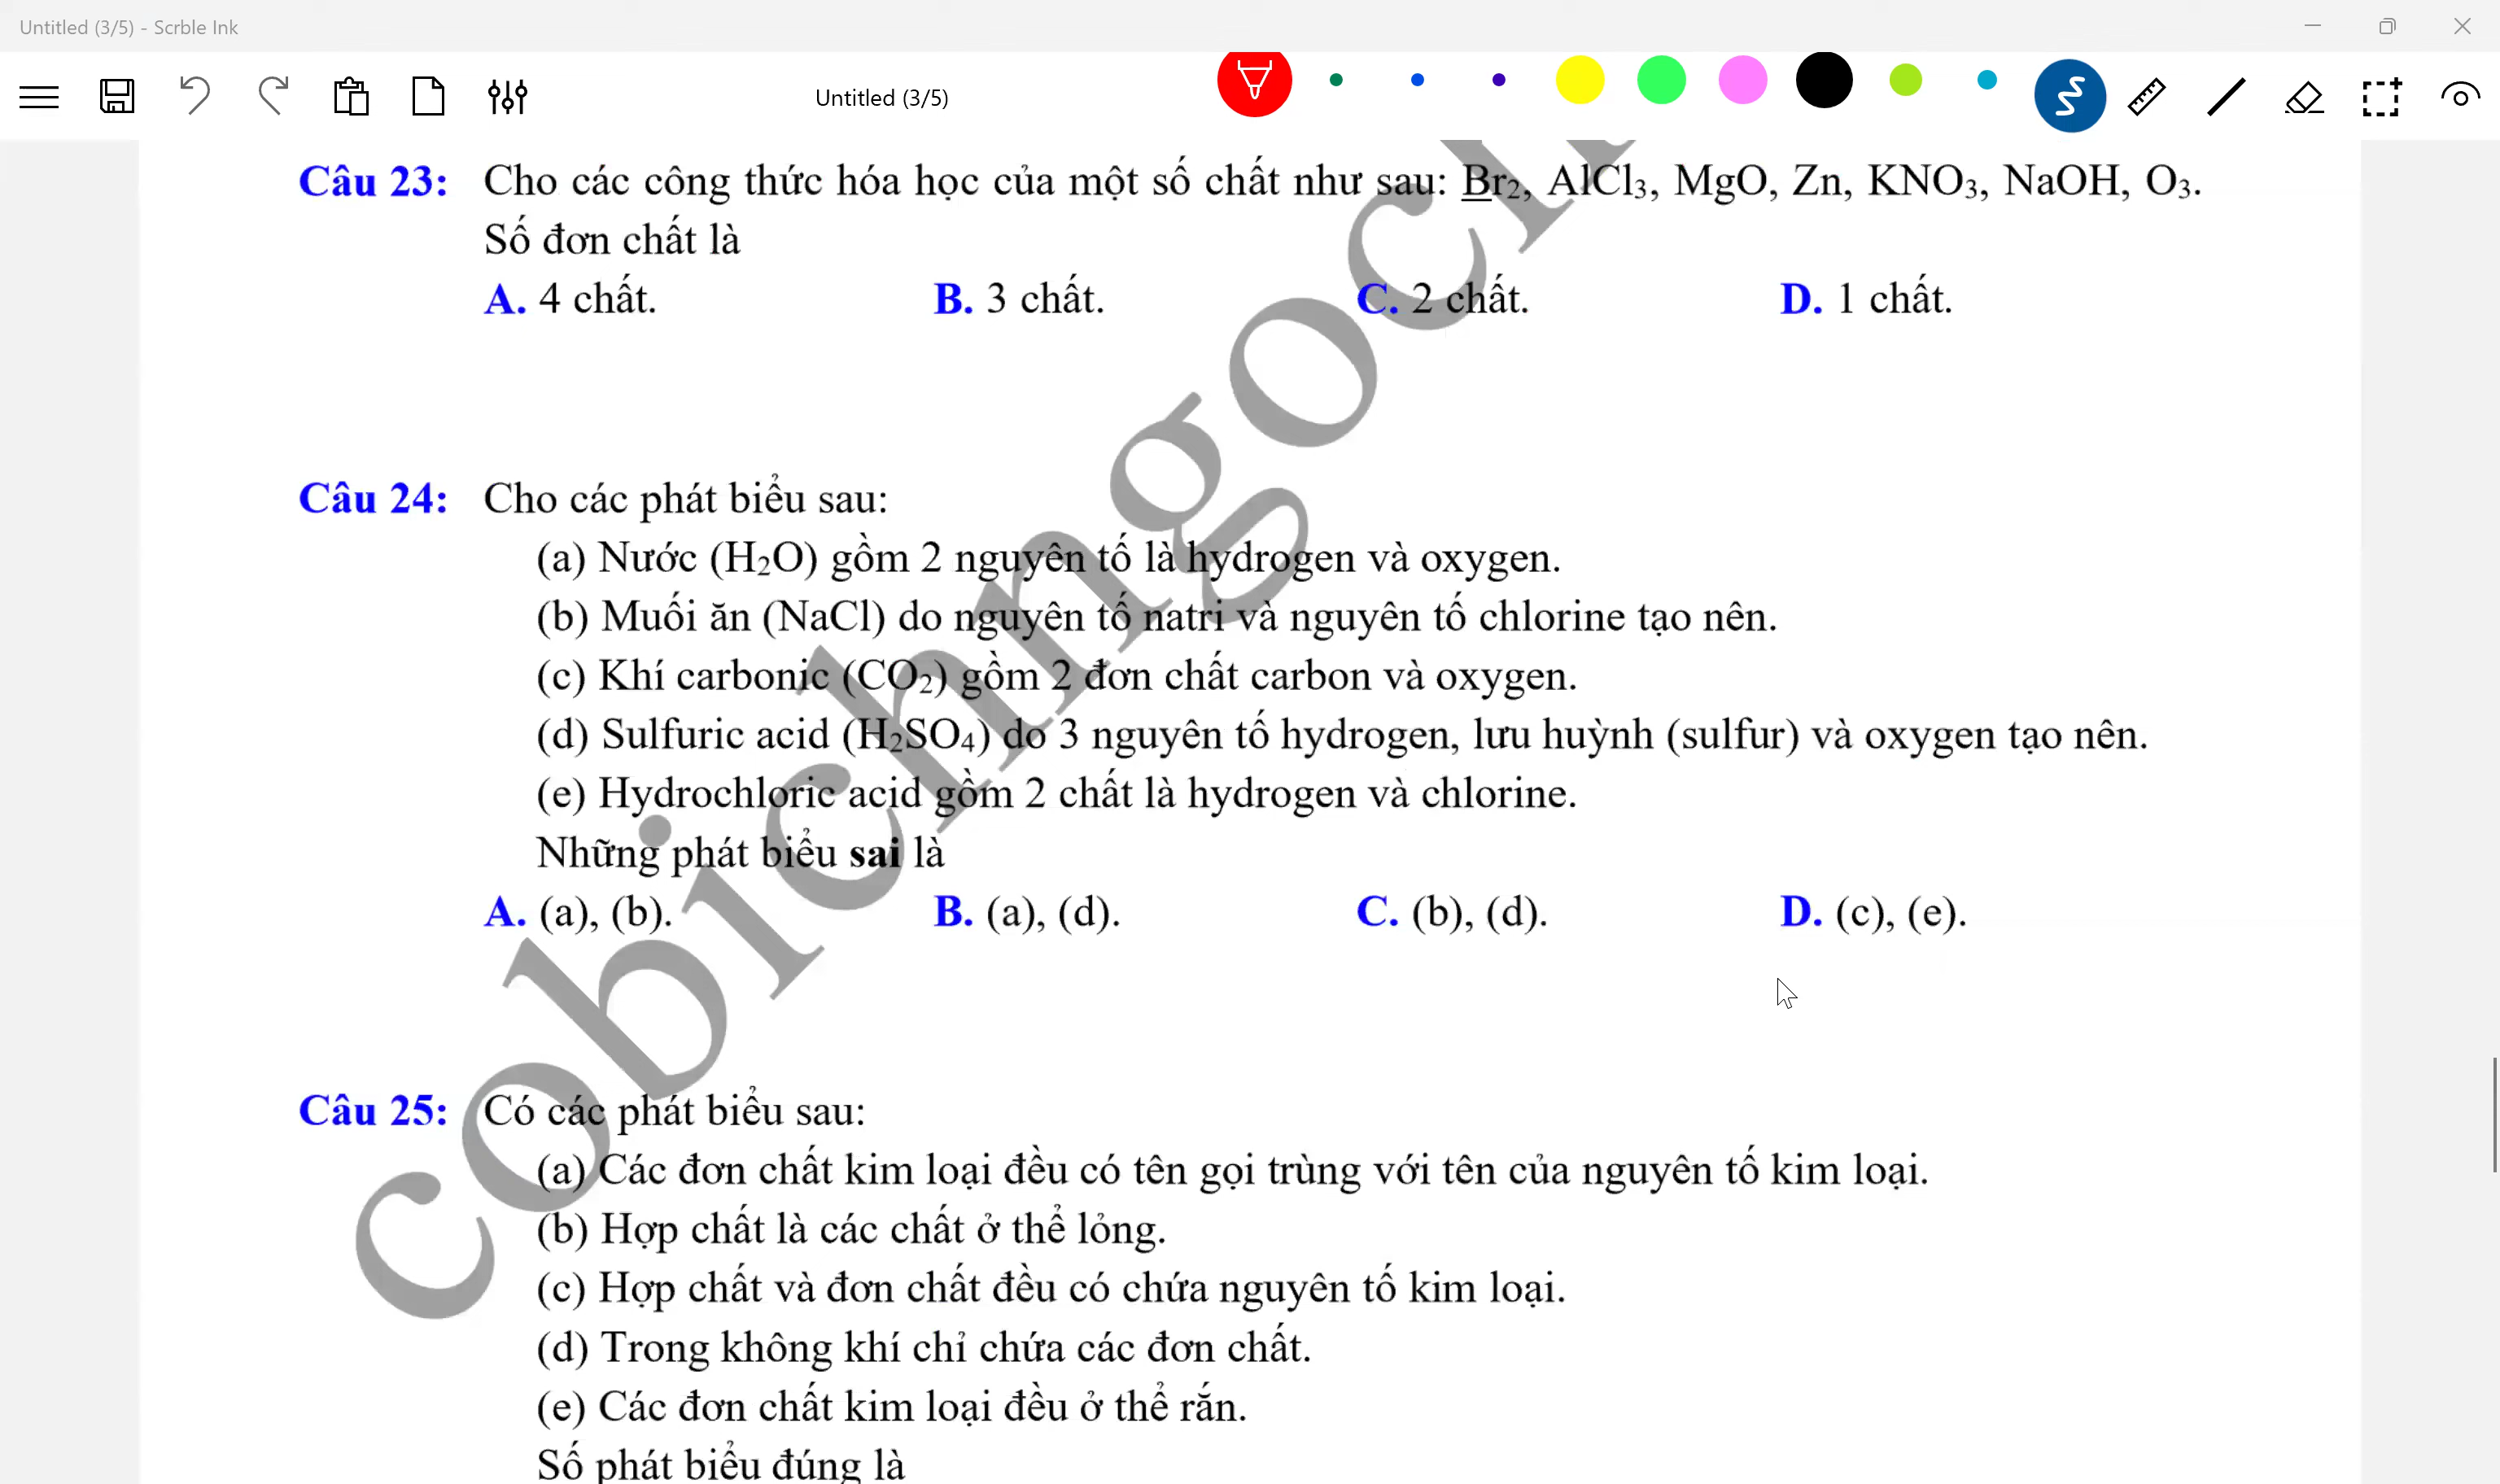 Untitled (3/5) - Scrble Ink
Untitled (3/5)
Câu 23: Cho các công thức hóa học của một số chất như sau: Br₂, AlCl₃, MgO, Zn, KNO₃, NaOH, O₃.
Số đơn chất là
A. 4 chất. B. 3 chất. C. 2 chất. D. 1 chất.
Câu 24: Cho các phát biểu sau:
(a) Nước (H₂O) gồm 2 nguyên tố là hydrogen và oxygen.
(b) Muối ăn (NaCl) do nguyên tố natri và nguyên tố chlorine tạo nên.
(c) Khí carbonic (CO₂) gồm 2 đơn chất carbon và oxygen.
(d) Sulfuric acid (H₂SO₄) do 3 nguyên tố hydrogen, lưu huỳnh (sulfur) và oxygen tạo nên.
(e) Hydrochloric acid gồm 2 chất là hydrogen và chlorine.
Những phát biểu sai là
A. (a), (b). B. (a), (d). C. (b), (d). D. (c), (e).
Câu 25: Có các phát biểu sau:
(a) Các đơn chất kim loại đều có tên gọi trùng với tên của nguyên tố kim loại.
(b) Hợp chất là các chất ở thể lỏng.
(c) Hợp chất và đơn chất đều có chứa nguyên tố kim loại.
(d) Trong không khí chỉ chứa các đơn chất.
(e) Các đơn chất kim loại đều ở thể rắn.
Số phát biểu đúng là